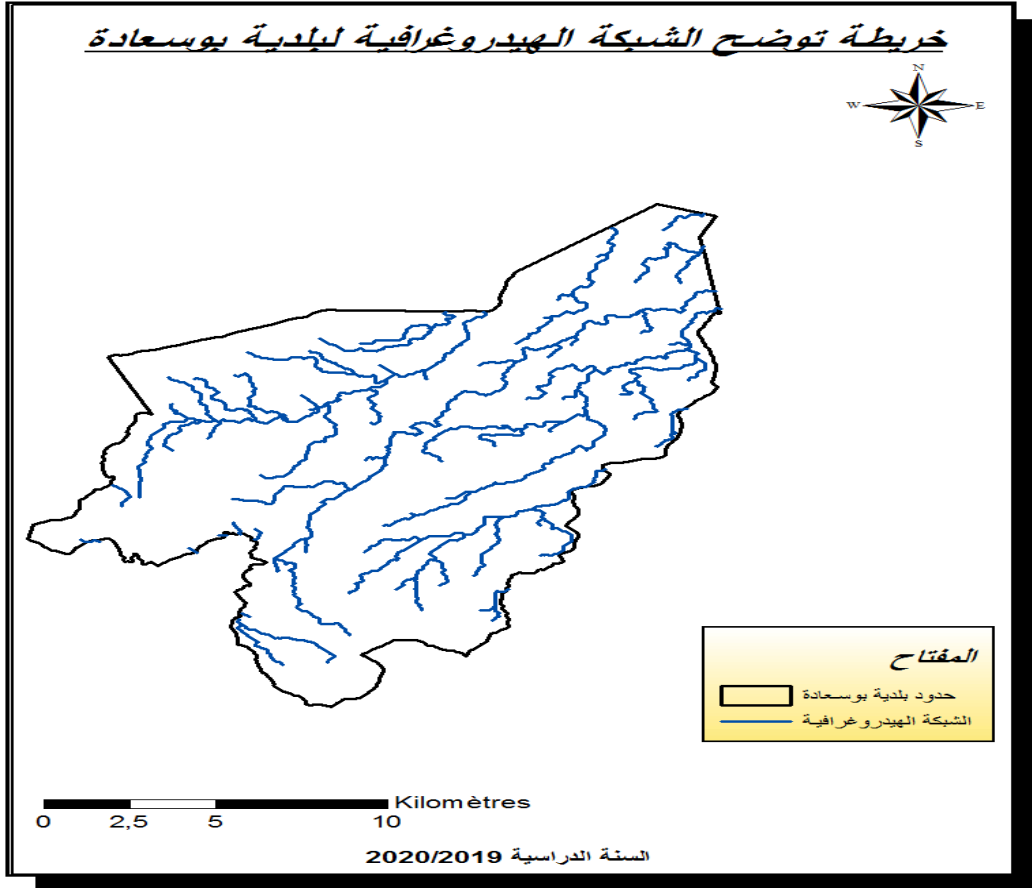 خريطة توضح الشبكة الهيدروغرافية لبلدية بوسعادة
N
W E
S
المفتاح
حدود بلدية بوسعادة
الشبكة الهيدروغرافية
Kilomètres
0 2,5 5 10
السنة الدراسية 2020/2019